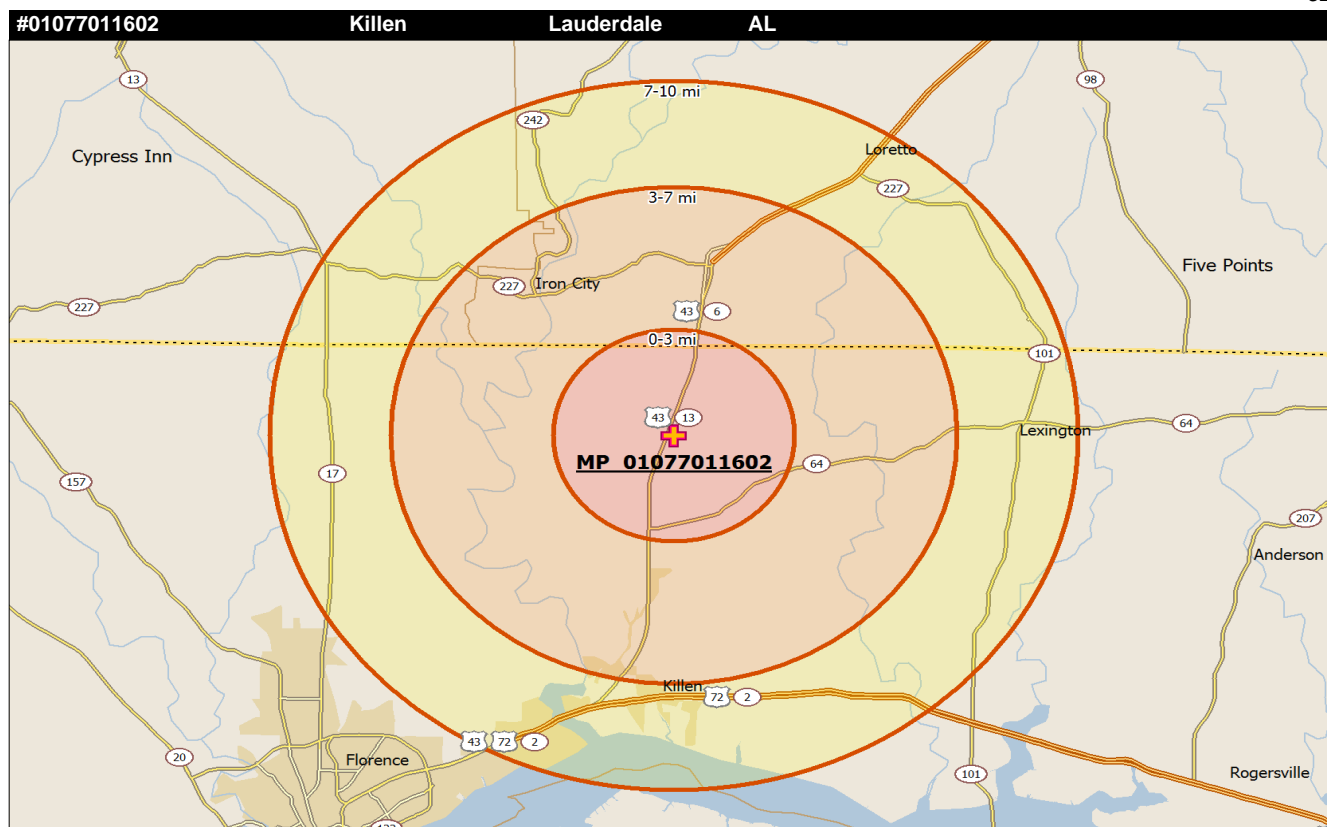 #01077011602 Killen Lauderdale AL
7-10 mi
13
98
242
Cypress Inn
Loretto
227
3-7 mi
Five Points
227
Iron City
227
43 6
0-3 mi
101
43 13
Lexington
64
MP_01077011602
64
17
157
207
Anderson
Killen
72 2
43 72 2
20
Florence
101
Rogersville